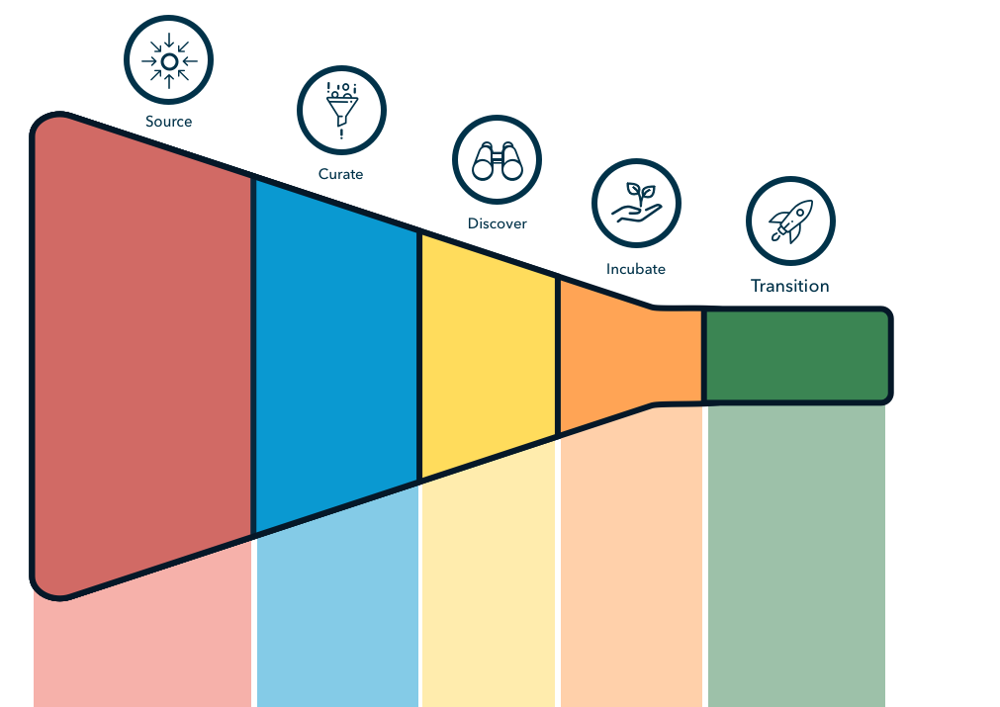 Source
Curate
Discover
Incubate
Transition